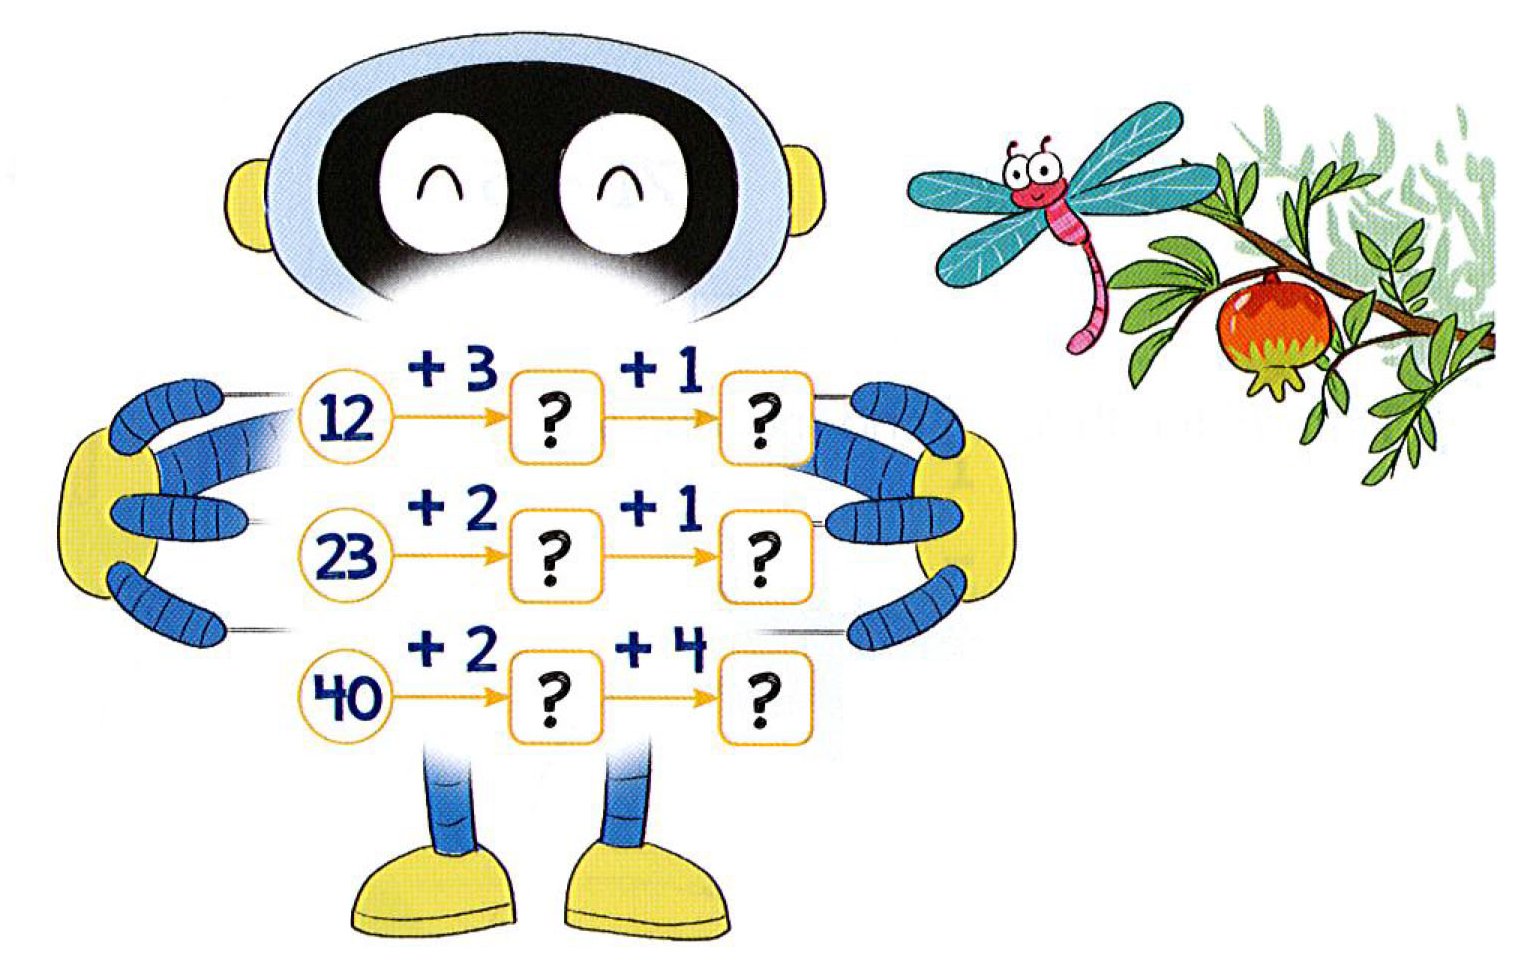 + 3 + 1
12 ? ?
+ 2 + 1
23 ? ?
+ 2 + 4
40 ? ?